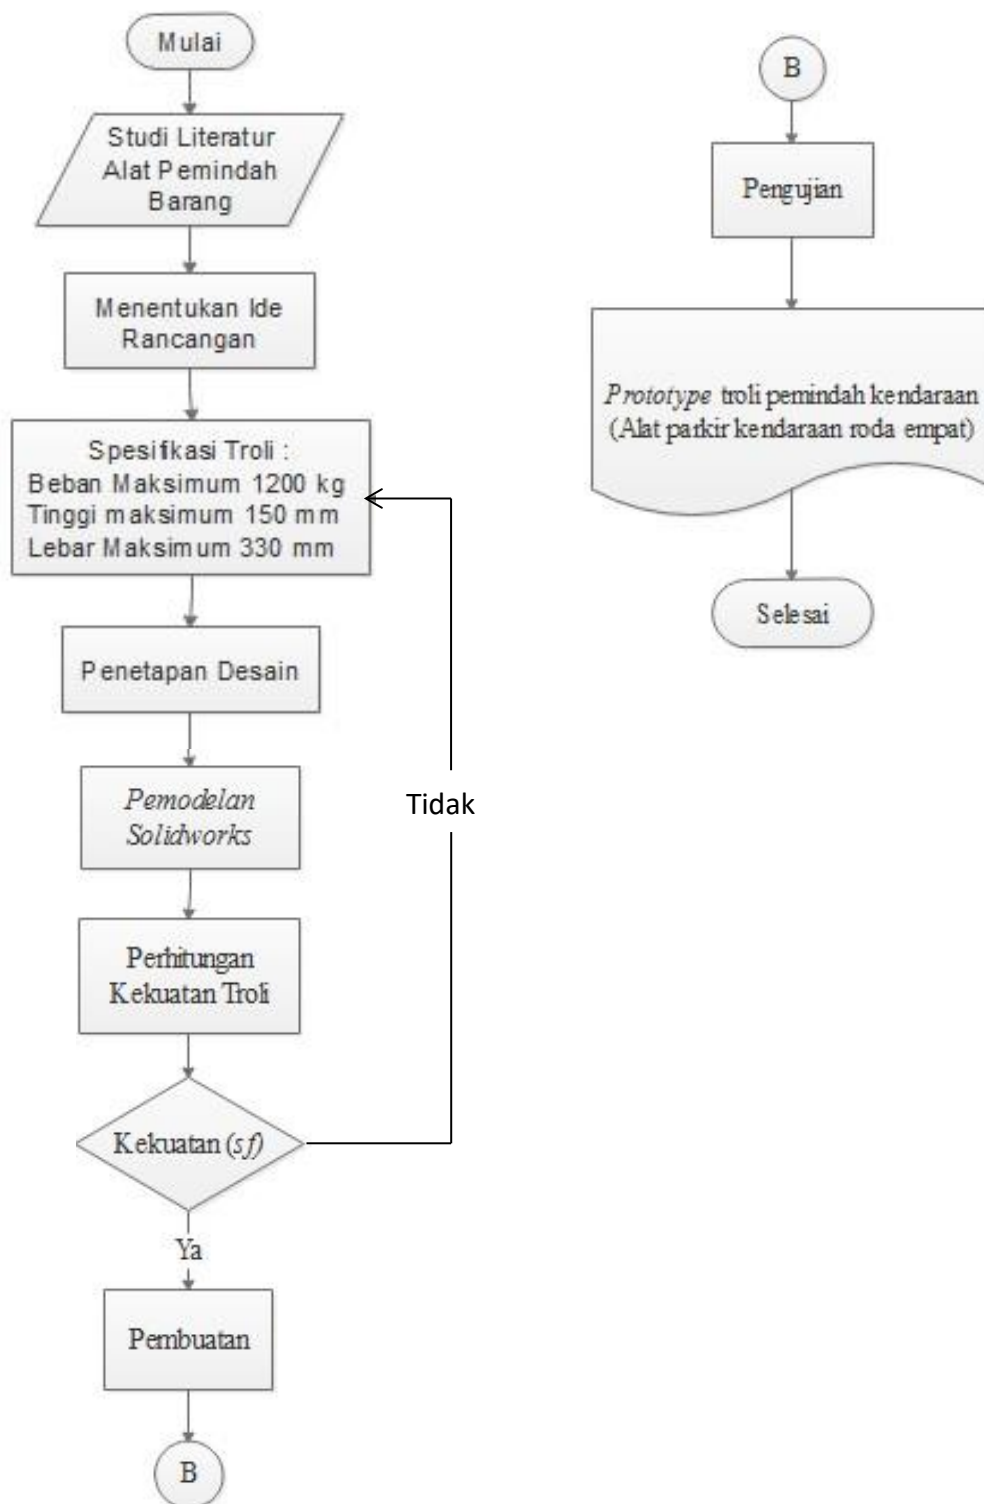 Mulai
Studi Literatur
Alat Pemindah
Barang
Menentukan Ide
Rancangan
Spesifikasi Troli :
Beban Maksimum 1200 kg
Tinggi maksimum 150 mm
Lebar Maksimum 330 mm
Penetapan Desain
Pemodelan
Solidworks
Perhitungan
Kekuatan Troli
Kekuatan (sf)
Tidak
Ya
Pembuatan
B
B
Pengujian
Prototype troli pemindah kendaraan
(Alat parkir kendaraan roda empat)
Selesai